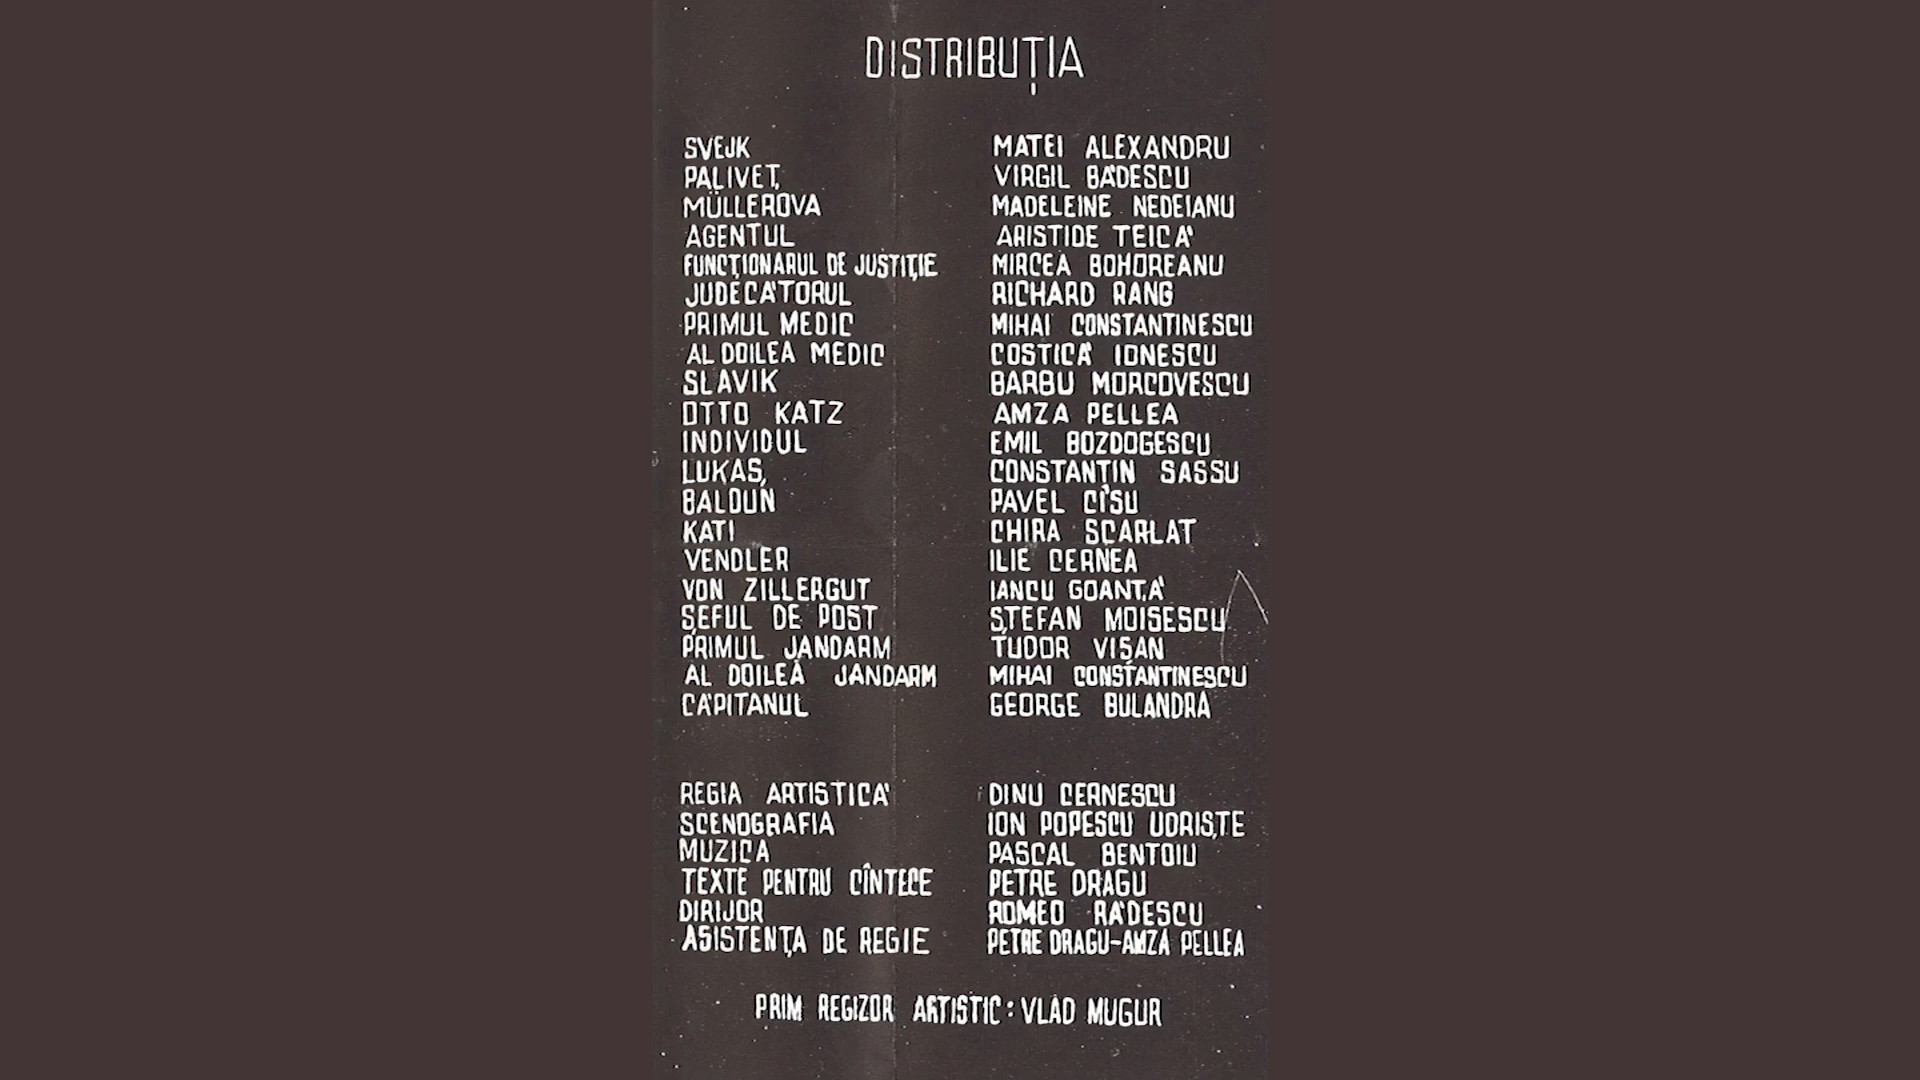 DISTRIBUȚIA
SVEJK MATEI ALEXANDRU
PALIVEȚ VIRGIL BĂDESCU
MÜLLEROVA MADELEINE NEDEIANU
AGENTUL ARISTIDE TEICĂ
FUNCȚIONARUL DE JUSTIȚIE MIRCEA BOHOREANU
JUDECĂTORUL RICHARD RANG
PRIMUL MEDIC MIHAI CONSTANTINESCU
AL DOILEA MEDIC COSTICĂ IONESCU
SLAVIK BARBU MORCOVESCU
OTTO KATZ AMZA PELLEA
INDIVIDUL EMIL BOZDOGESCU
LUKAȘ CONSTANTIN SASSU
BALOUN PAVEL CÎȘU
KATI CHIRA SCARLAT
VENDLER ILIE CERNEA
VON ZILLERGUT IANCU GOANȚĂ
ȘEFUL DE POST ȘTEFAN MOISESCU
PRIMUL JANDARM TUDOR VIȘAN
AL DOILEA JANDARM MIHAI CONSTANTINESCU
CĂPITANUL GEORGE BULANDRA
REGIA ARTISTICĂ DINU CERNESCU
SCENOGRAFIA ION POPESCU UDRIȘTE
MUZICA PASCAL BENTOIU
TEXTE PENTRU CÎNTECE PETRE DRAGU
DIRIJOR ROMEO RĂDESCU
ASISTENȚA DE REGIE PETRE DRAGU-AMZA PELLEA
PRIM REGIZOR ARTISTIC: VLAD MUGUR